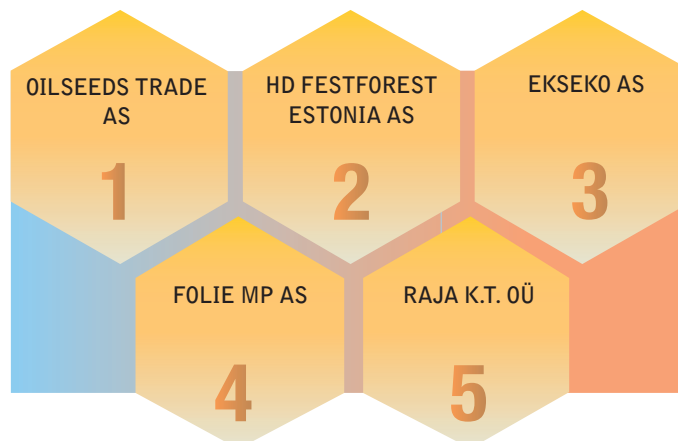 OILSEEDS TRADE
AS
1
HD FESTFOREST
ESTONIA AS
2
EKSEKO AS
3
FOLIE MP AS
4
RAJA K.T. OÜ
5